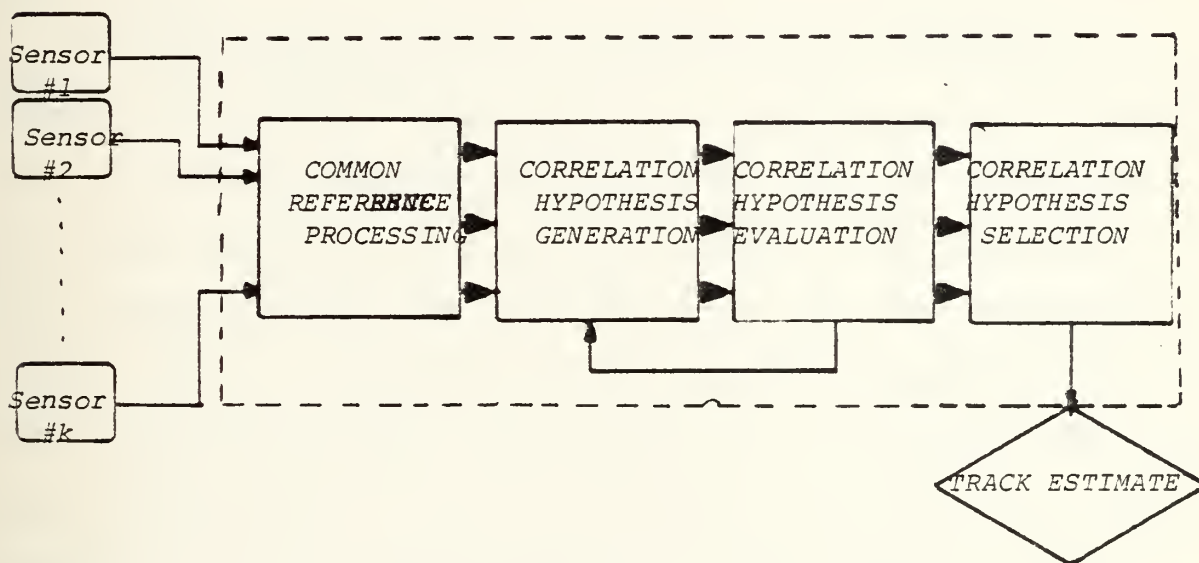 Sensor
#1
Sensor
#2
Sensor
#k
COMMON
REFERENCE
PROCESSING
CORRELATION
HYPOTHESIS
GENERATION
CORRELATION
HYPOTHESIS
EVALUATION
CORRELATION
HYPOTHESIS
SELECTION
TRACK ESTIMATE